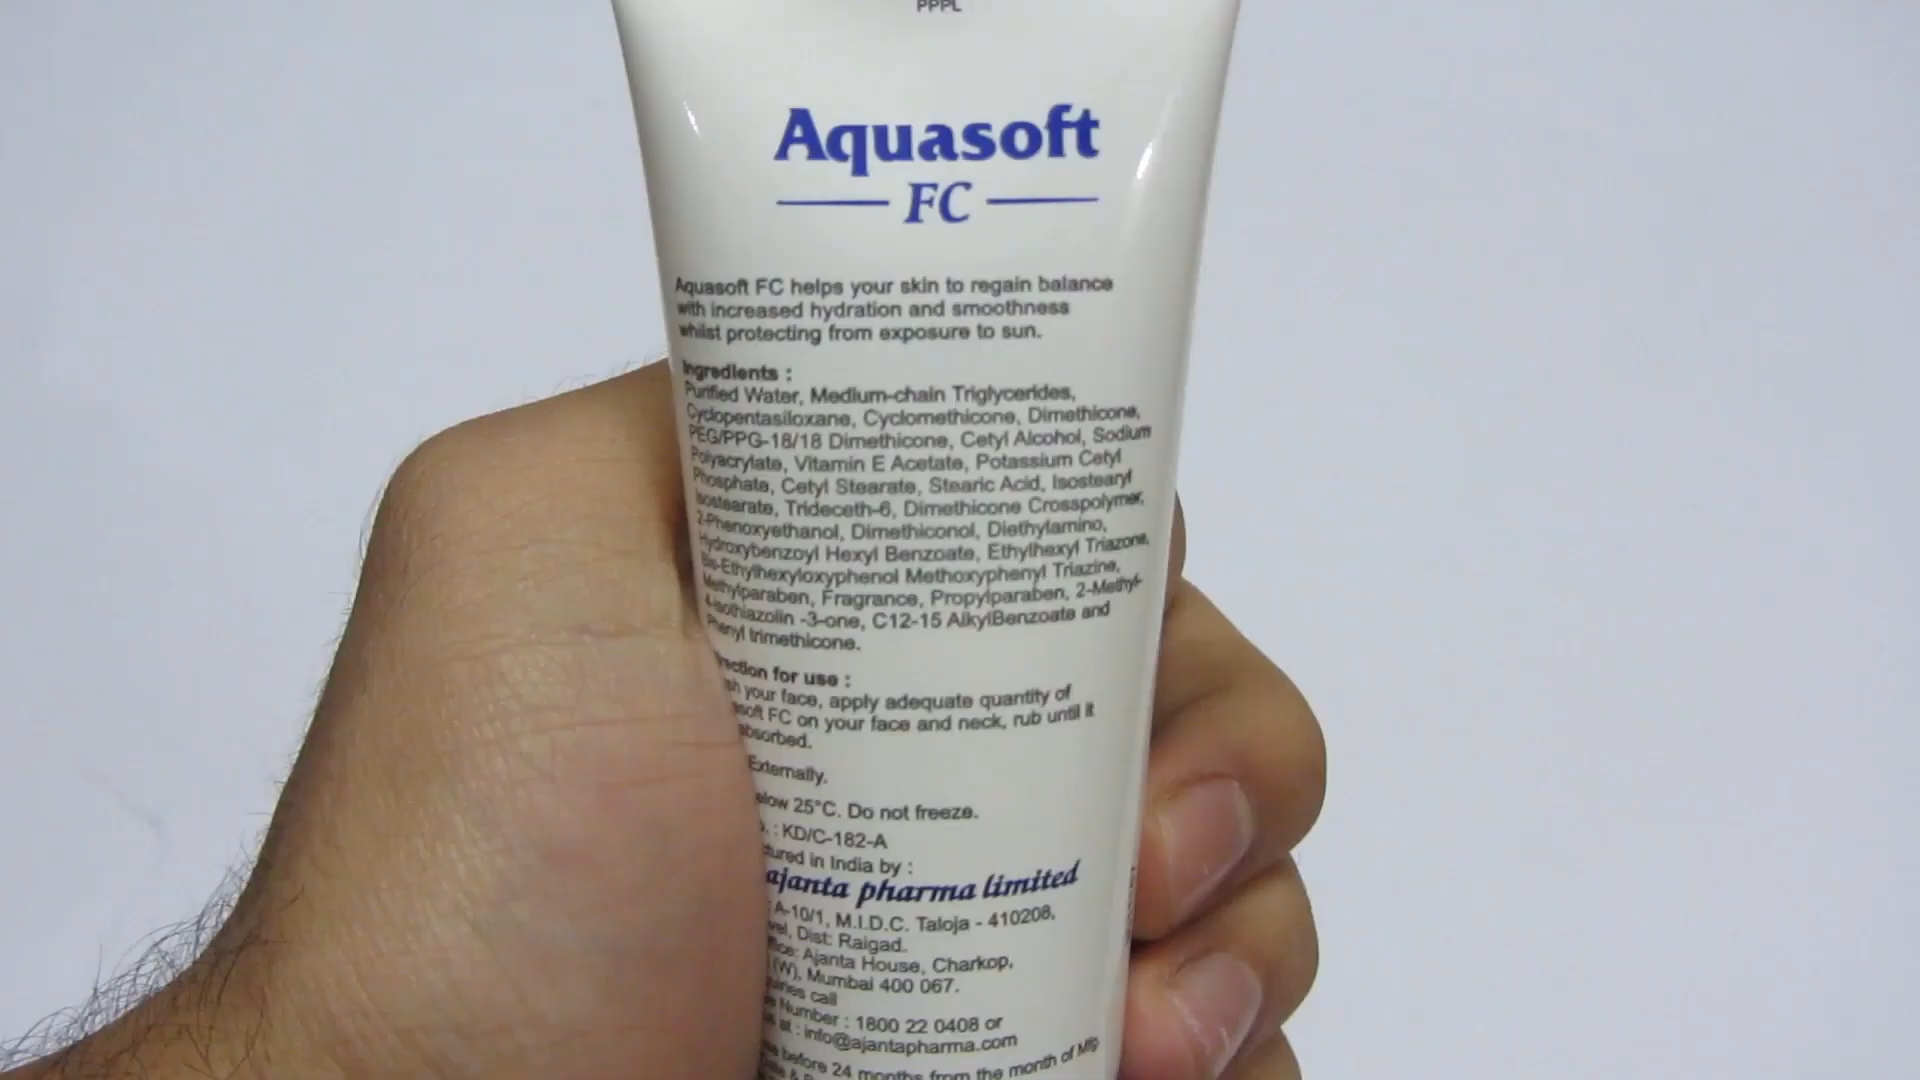 PPPL
Aquasoft
FC
Aquasoft FC helps your skin to regain balance
with increased hydration and smoothness
whilst protecting from exposure to sun.
Ingredients :
Purified Water, Medium-chain Triglycerides,
Cyclopentasiloxane, Cyclomethicone, Dimethicone,
PEG/PPG-18/18 Dimethicone, Cetyl Alcohol, Sodium
Polyacrylate, Vitamin E Acetate, Potassium Cetyl
Phosphate, Cetyl Stearate, Stearic Acid, Isostearyl
Isostearate, Trideceth-6, Dimethicone Crosspolymer,
2-Phenoxyethanol, Dimethiconol, Diethylamino,
Hydroxybenzoyl Hexyl Benzoate, Ethylhexyl Triazone,
Bis-Ethylhexyloxyphenol Methoxyphenyl Triazine,
Methylparaben, Fragrance, Propylparaben, 2-Methyl-
4-isothiazolin -3-one, C12-15 AlkylBenzoate and
Phenyl trimethicone.
for use :
your face, apply adequate quantity of
FC on your face and neck, rub until it
absorbed.
Externally.
25°C. Do not freeze.
: KD/C-182-A
in India by :
ajanta pharma limited
A-10/1, M.I.D.C. Taloja - 410208,
Dist: Raigad.
Ajanta House, Charkop,
(W), Mumbai 400 067.
call
Number : 1800 22 0408 or
at : info@ajantapharma.com
before 24 months from the month of Mfg.